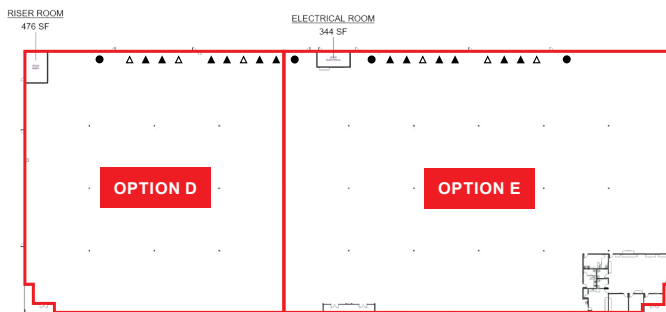 RISER ROOM
476 SF
ELECTRICAL ROOM
344 SF
OPTION D
OPTION E